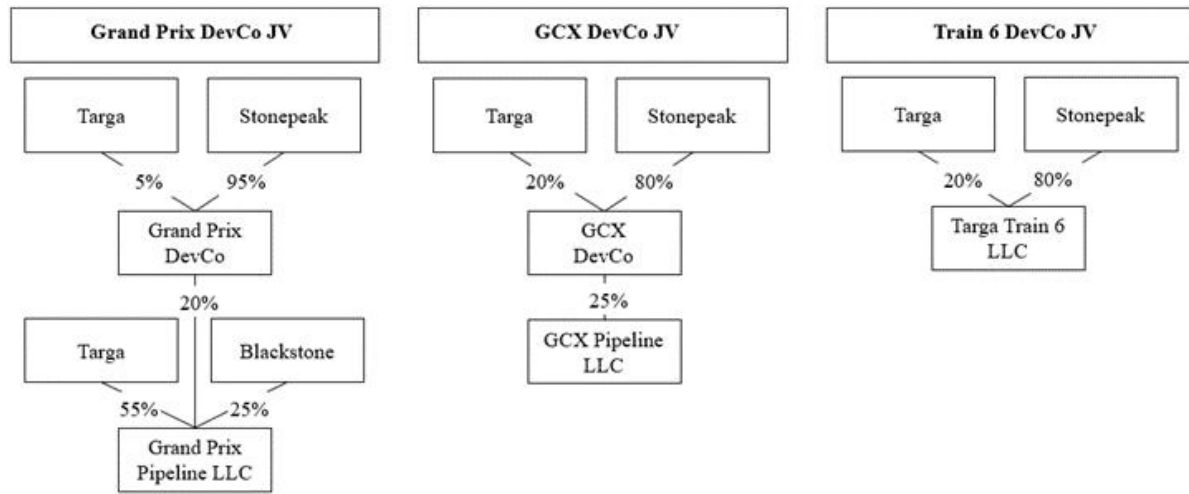 Grand Prix DevCo JV
Targa
Stonepeak
5%
95%
Grand Prix
DevCo
20%
Targa
Blackstone
55%
25%
Grand Prix
Pipeline LLC
GCX DevCo JV
Targa
Stonepeak
20%
80%
GCX
DevCo
25%
GCX Pipeline
LLC
Train 6 DevCo JV
Targa
Stonepeak
20%
80%
Targa Train 6
LLC